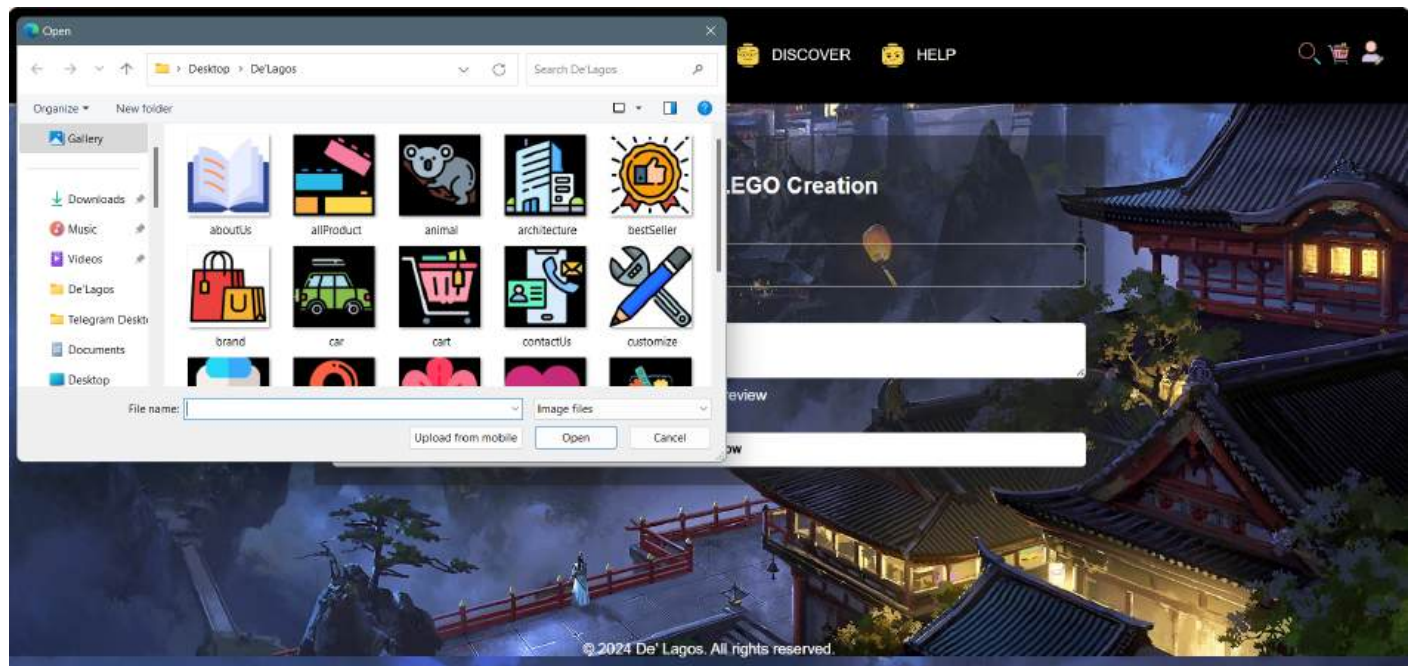 Open
DISCOVER
HELP
Desktop > De'Lagos
Search De'Lagos
Organize
New folder
Gallery
Downloads
Music
Videos
De'Lagos
Telegram Deskt
Documents
Desktop
aboutUs
allProduct
animal
architecture
bestSeller
brand
car
cart
contactUs
customize
EGO Creation
eview
ow
File name:
Image files
Upload from mobile
Open
Cancel
© 2024 De' Lagos. All rights reserved.